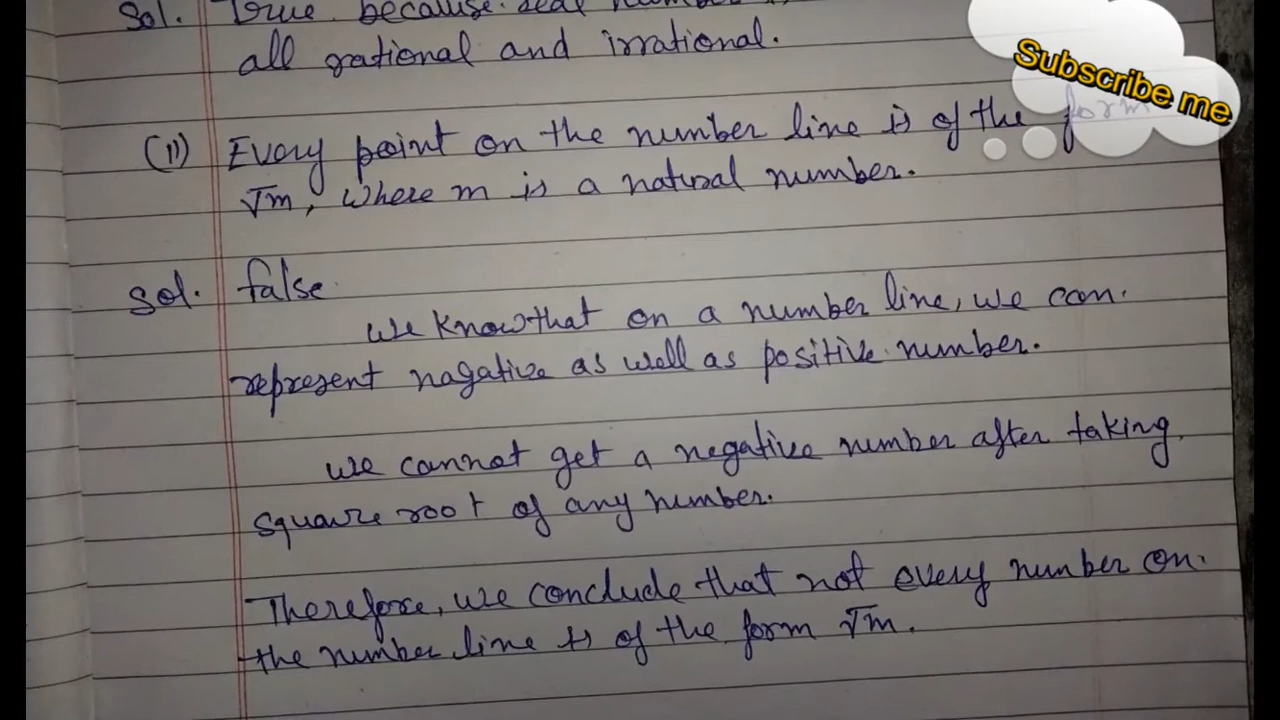 Sol. True because real number
all rational and irrational.
Subscribe me
(11) Every point on the number line is of the form
√m, where m is a natural number.
Sol. false.
we know that on a number line, we can.
represent nagative as well as positive number.
we cannot get a negative number after taking
square root of any number.
Therefore, we conclude that not every number on.
the number line is of the form √m.